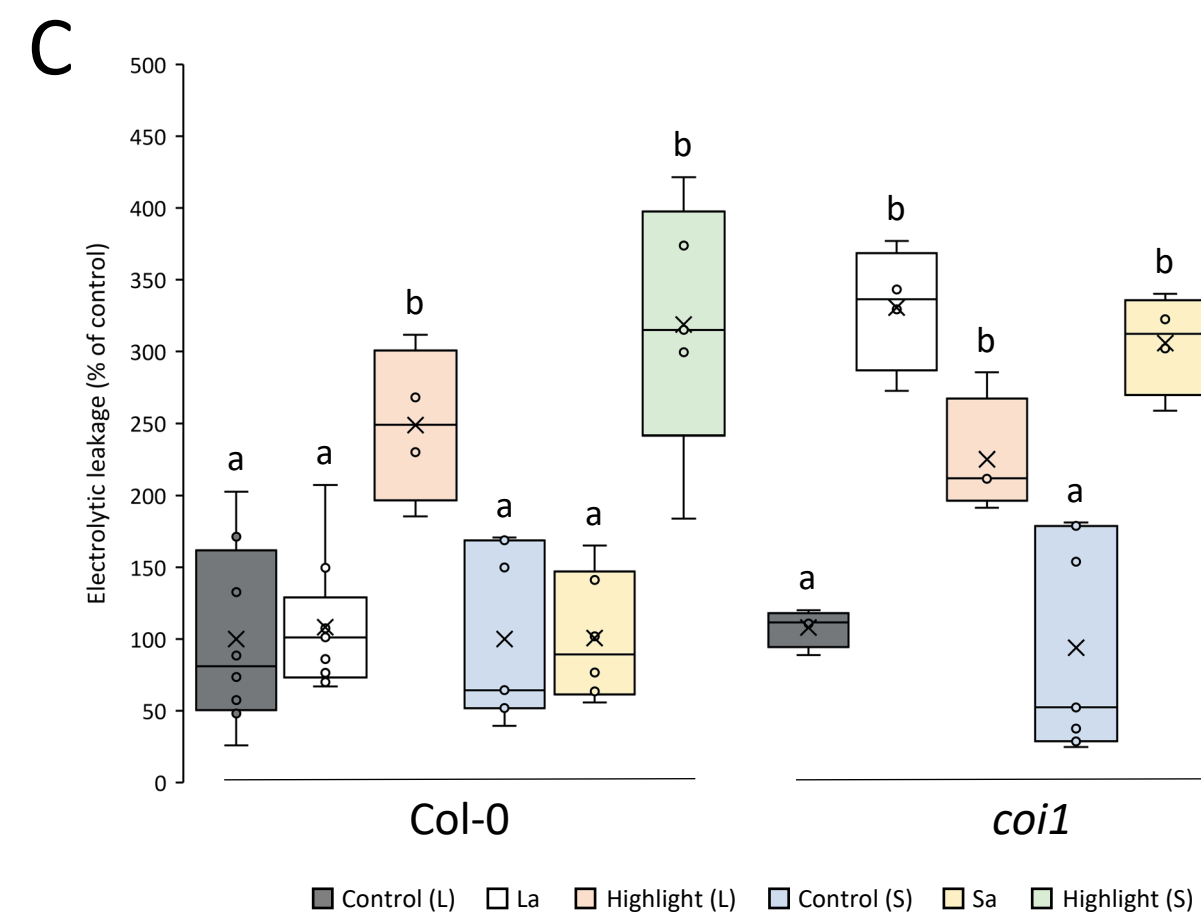 C
500
450
400
350
300
250
200
150
100
50
0
Electrolytic leakage (% of control)
a
a
b
a
a
b
a
b
b
a
b
Col-0
coi1
Control (L)
La
Highlight (L)
Control (S)
Sa
Highlight (S)